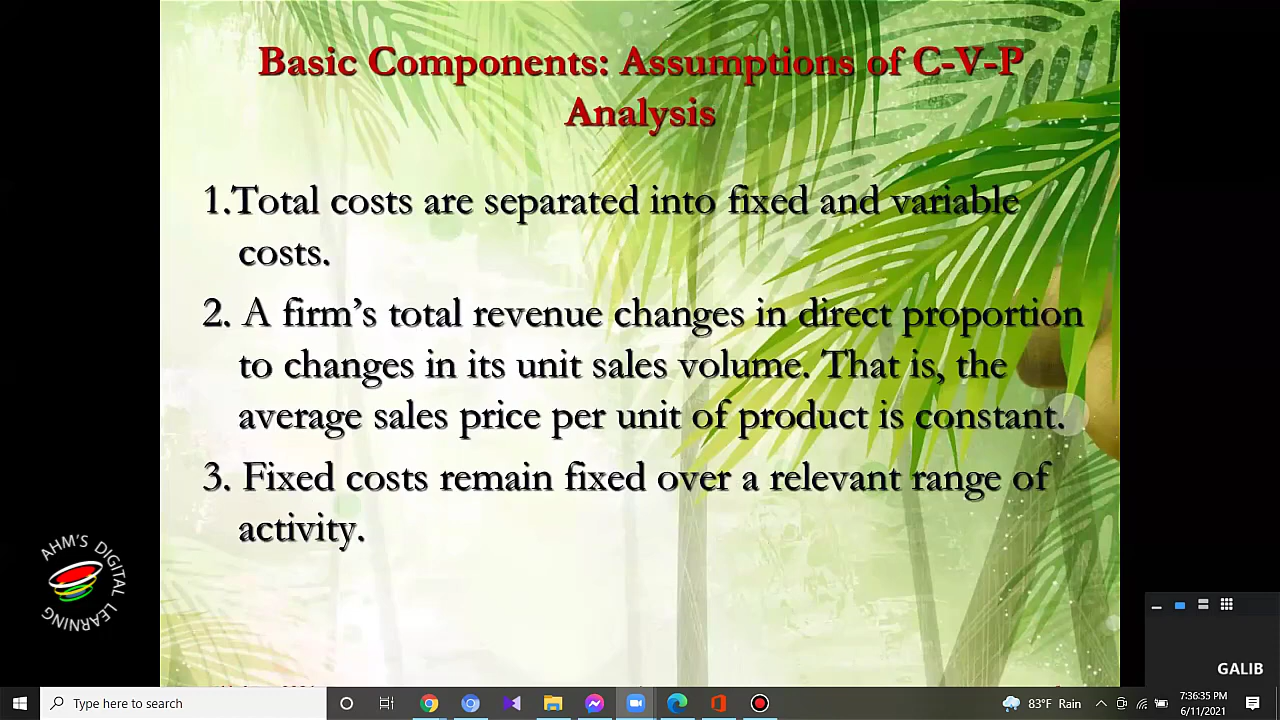 Basic Components: Assumptions of C-V-P
Analysis
1.Total costs are separated into fixed and variable
costs.
2. A firm’s total revenue changes in direct proportion
to changes in its unit sales volume. That is, the
average sales price per unit of product is constant.
3. Fixed costs remain fixed over a relevant range of
activity.
AHM'S DIGITAL LEARNING
GALIB
Type here to search
83°F Rain
7:36:35 PM
6/11/2021